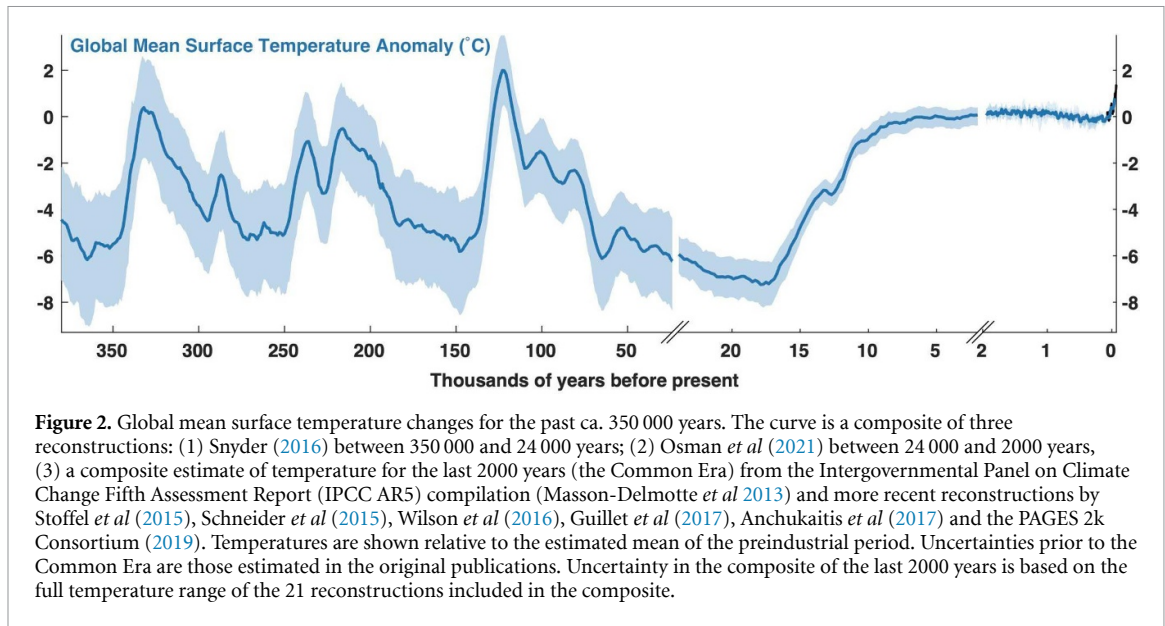 Global Mean Surface Temperature Anomaly (°C)
2 2
0 0
-2 -2
-4 -4
-6 -6
-8 -8
350 300 250 200 150 100 50 20 15 10 5 2 1 0
Thousands of years before present
Figure 2. Global mean surface temperature changes for the past ca. 350 000 years. The curve is a composite of three
reconstructions: (1) Snyder (2016) between 350 000 and 24 000 years; (2) Osman et al (2021) between 24 000 and 2000 years,
(3) a composite estimate of temperature for the last 2000 years (the Common Era) from the Intergovernmental Panel on Climate
Change Fifth Assessment Report (IPCC AR5) compilation (Masson-Delmotte et al 2013) and more recent reconstructions by
Stoffel et al (2015), Schneider et al (2015), Wilson et al (2016), Guillet et al (2017), Anchukaitis et al (2017) and the PAGES 2k
Consortium (2019). Temperatures are shown relative to the estimated mean of the preindustrial period. Uncertainties prior to the
Common Era are those estimated in the original publications. Uncertainty in the composite of the last 2000 years is based on the
full temperature range of the 21 reconstructions included in the composite.